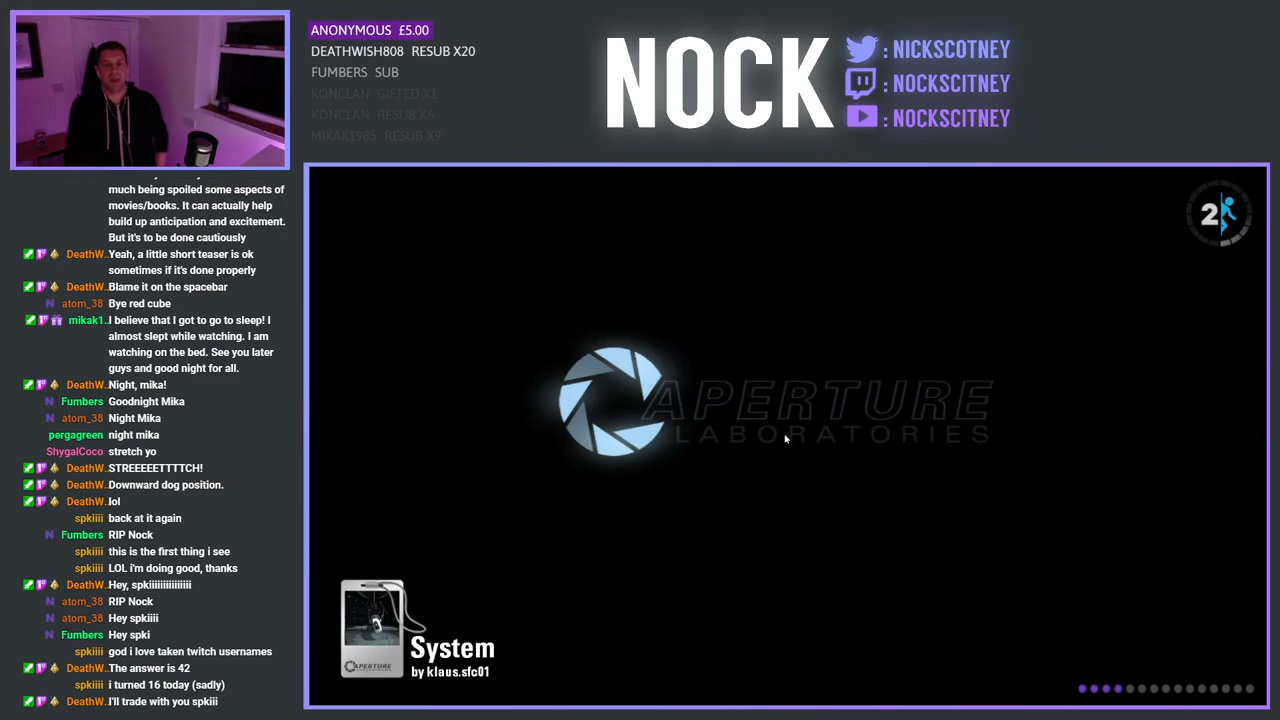 ANONYMOUS £5.00
DEATHWISH808 RESUB X20
FUMBERS SUB
KONCLAN GIFTED X1
KONCLAN RESUB X6
MIKAK1985 RESUB X9
NOCK
: NICKSCOTNEY
: NOCKSCITNEY
: NOCKSCITNEY
much being spoiled some aspects of
movies/books. It can actually help
build up anticipation and excitement.
But it's to be done cautiously
DeathW.. Yeah, a little short teaser is ok
sometimes if it's done properly
DeathW.. Blame it on the spacebar
N atom_38 Bye red cube
mikak1.. I believe that I got to go to sleep! I
almost slept while watching. I am
watching on the bed. See you later
guys and good night for all.
DeathW.. Night, mika!
N Fumbers Goodnight Mika
N atom_38 Night Mika
pergagreen night mika
ShygalCoco stretch yo
DeathW.. STREEEEETTTTCH!
DeathW.. Downward dog position.
DeathW.. lol
spkiiii back at it again
N Fumbers RIP Nock
spkiiii this is the first thing i see
spkiiii LOL i'm doing good, thanks
DeathW.. Hey, spkiiiiiiiiiiiiiii
N atom_38 RIP Nock
N atom_38 Hey spkiiii
N Fumbers Hey spki
spkiiii god i love taken twitch usernames
DeathW.. The answer is 42
spkiiii i turned 16 today (sadly)
DeathW.. I'll trade with you spkiii
2
APERTURE
LABORATORIES
APERTURE
System
by klaus.sfc01